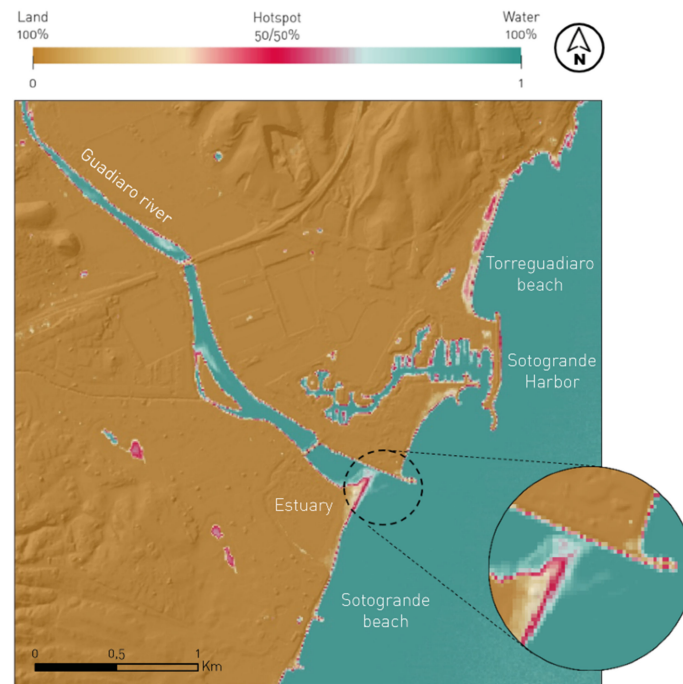 Land
100%
Hotspot
50/50%
Water
100%
0
1
N
Guadiaro river
Torreguadiaro
beach
Sotogrande
Harbor
Estuary
Sotogrande
beach
0
0,5
1
Km